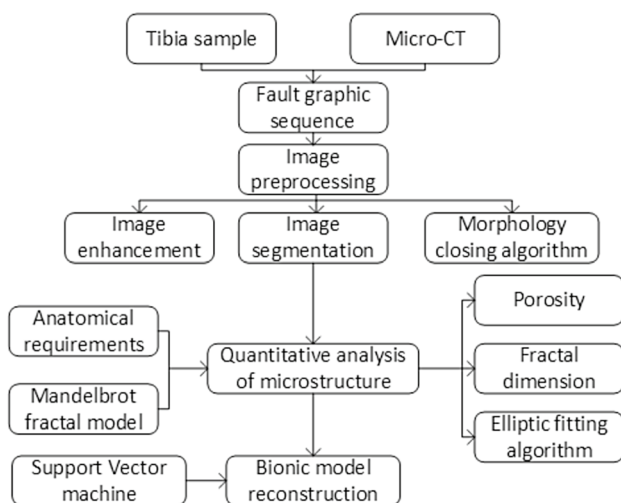 Tibia sample
Micro-CT
Fault graphic
sequence
Image
preprocessing
Image
enhancement
Image
segmentation
Morphology
closing algorithm
Anatomical
requirements
Mandelbrot
fractal model
Quantitative analysis
of microstructure
Porosity
Fractal
dimension
Elliptic fitting
algorithm
Support Vector
machine
Bionic model
reconstruction